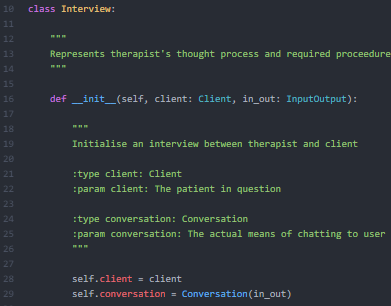 10 class Interview:
11
12 """
13 Represents therapist's thought process and required proceedure
14 """
15
16 def __init__(self, client: Client, in_out: InputOutput):
17
18 """
19 Initialise an interview between therapist and client
20
21 :type client: Client
22 :param client: The patient in question
23
24 :type conversation: Conversation
25 :param conversation: The actual means of chatting to user
26 """
27
28 self.client = client
29 self.conversation = Conversation(in_out)